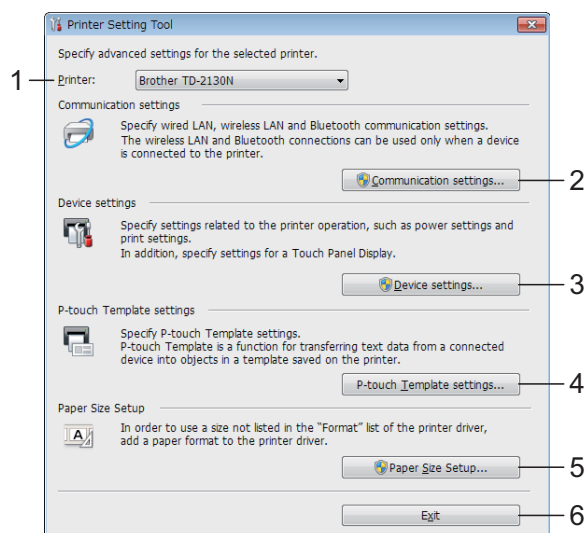 Printer Setting Tool
Specify advanced settings for the selected printer.
1
Printer:
Brother TD-2130N
Communication settings
Specify wired LAN, wireless LAN and Bluetooth communication settings.
The wireless LAN and Bluetooth connections can be used only when a device
is connected to the printer.
Communication settings...
2
Device settings
Specify settings related to the printer operation, such as power settings and
print settings.
In addition, specify settings for a Touch Panel Display.
Device settings...
3
P-touch Template settings
Specify P-touch Template settings.
P-touch Template is a function for transferring text data from a connected
device into objects in a template saved on the printer.
P-touch Template settings...
4
Paper Size
Setup
A
In order to use a size not listed in the "Format" list of the printer driver,
add a paper format to the printer driver.
Paper Size Setup...
5
Exit
6